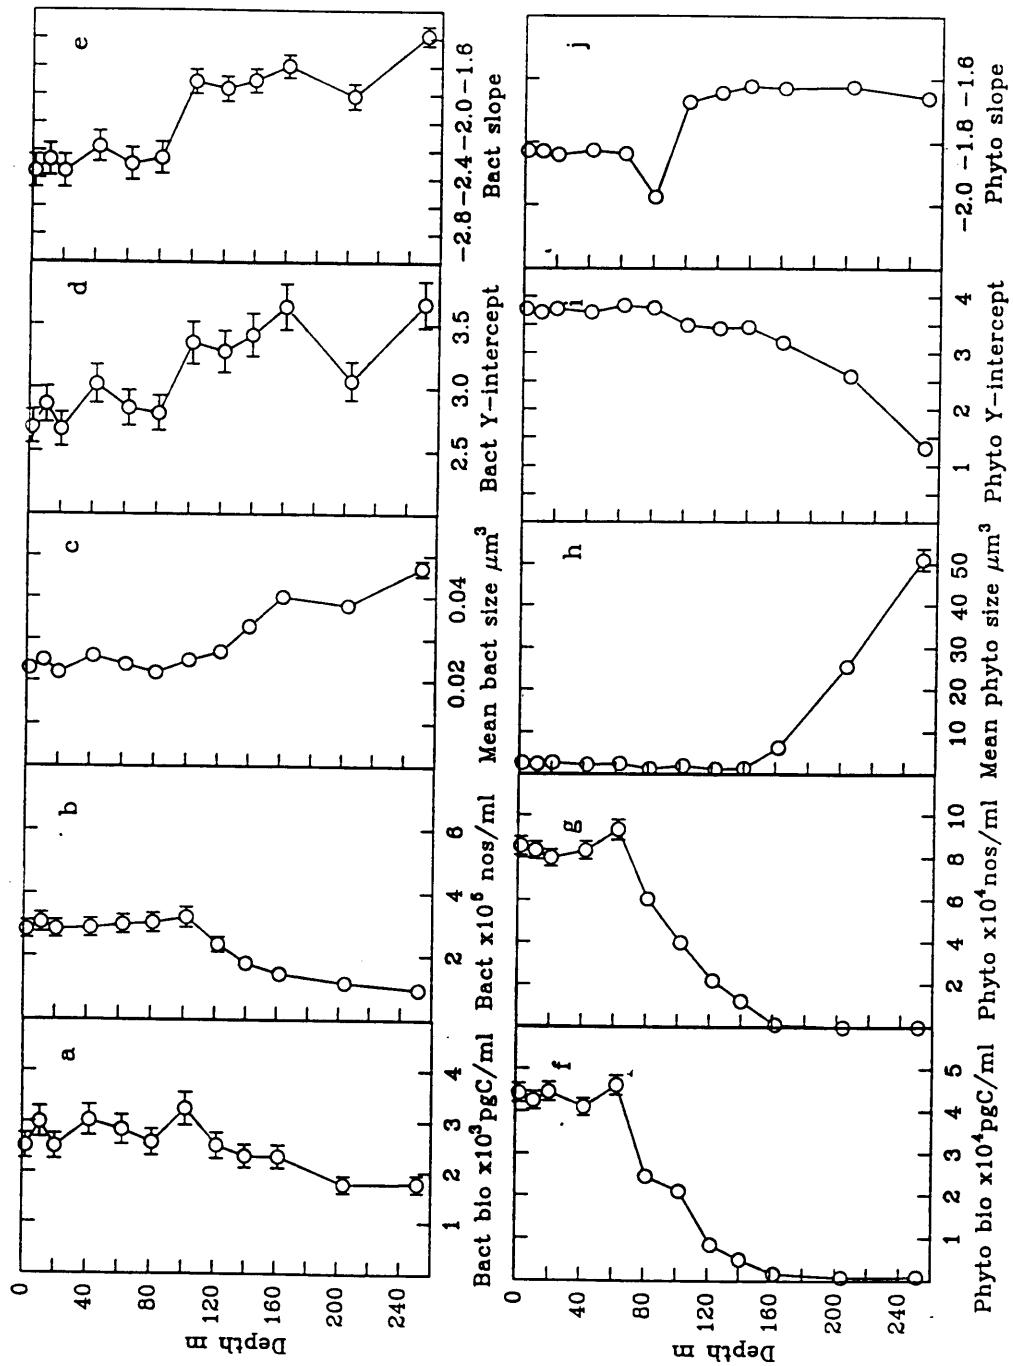 a
b
c
d
e
0
40
80
120
160
200
240
Depth m
1 2 3 4
Bact bio x10³pgC/ml
2 4 6
Bact x10⁵ nos/ml
0.02 0.04
Mean bact size µm³
2.5 3.0 3.5
Bact Y-intercept
-2.8 -2.4 -2.0 -1.6
Bact slope
f
g
h
i
j
0
40
80
120
160
200
240
Depth m
1 2 3 4 5
Phyto bio x10⁴pgC/ml
2 4 6 8 10
Phyto x10⁴nos/ml
10 20 30 40 50
Mean phyto size µm³
1 2 3 4
Phyto Y-intercept
-2.0 -1.8 -1.6
Phyto slope